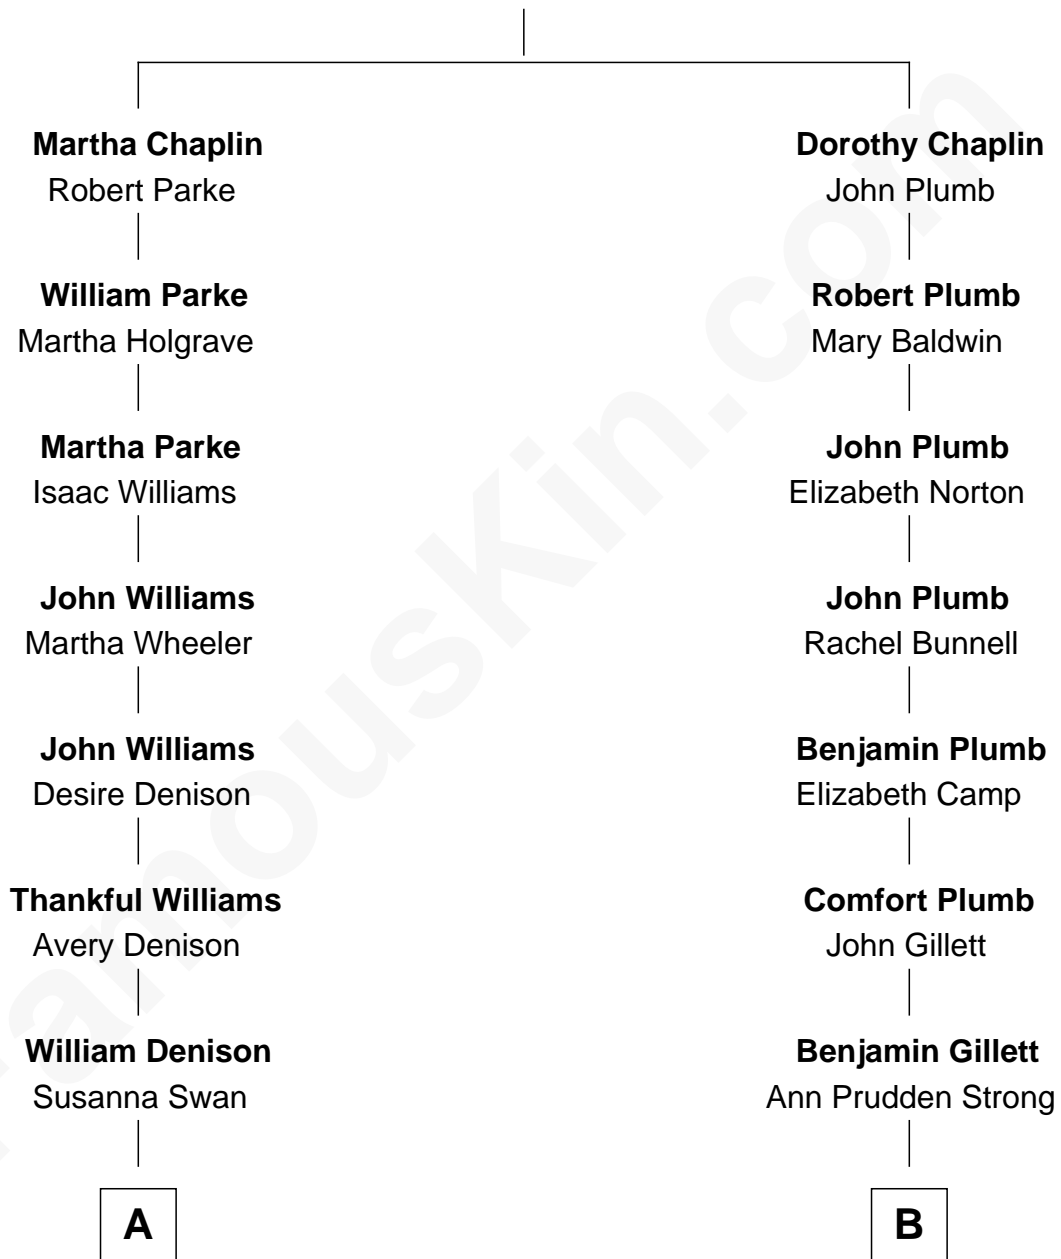 Martha Chaplin
Robert Parke
William Parke
Martha Holgrave
Martha Parke
Isaac Williams
John Williams
Martha Wheeler
John Williams
Desire Denison
Thankful Williams
Avery Denison
William Denison
Susanna Swan
A
Dorothy Chaplin
John Plumb
Robert Plumb
Mary Baldwin
John Plumb
Elizabeth Norton
John Plumb
Rachel Bunnell
Benjamin Plumb
Elizabeth Camp
Comfort Plumb
John Gillett
Benjamin Gillett
Ann Prudden Strong
B
FamousKin.com